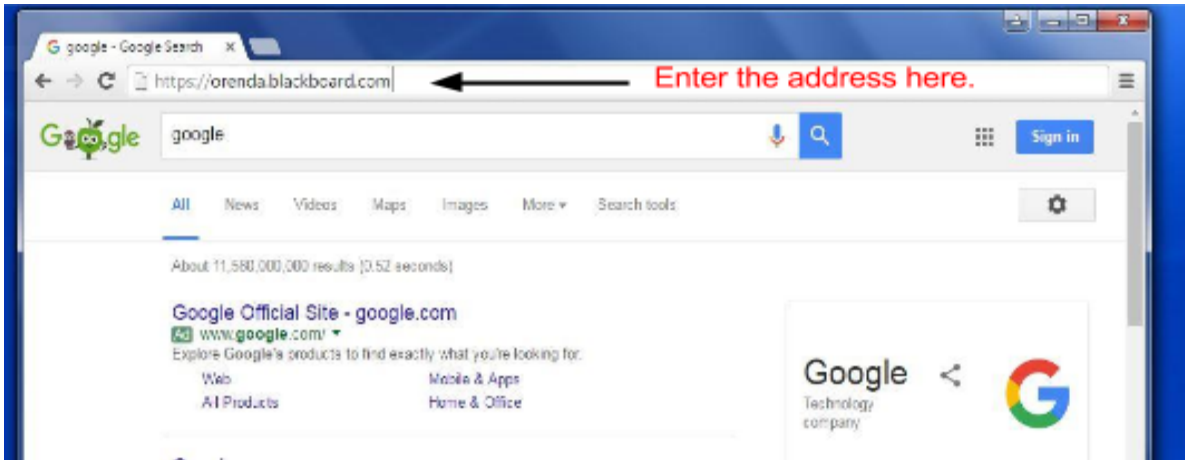 google - Google Search
https://orenda.blackboard.com
Enter the address here.
Google
google
Sign in
All News Videos Maps Images More Search tools
About 11,580,000,000 results (0.52 seconds)
Google Official Site - google.com
Ad www.google.com/
Explore Google's products to find exactly what you're looking for.
Web Mobile & Apps
All Products Home & Office
Google
Technology
company
G